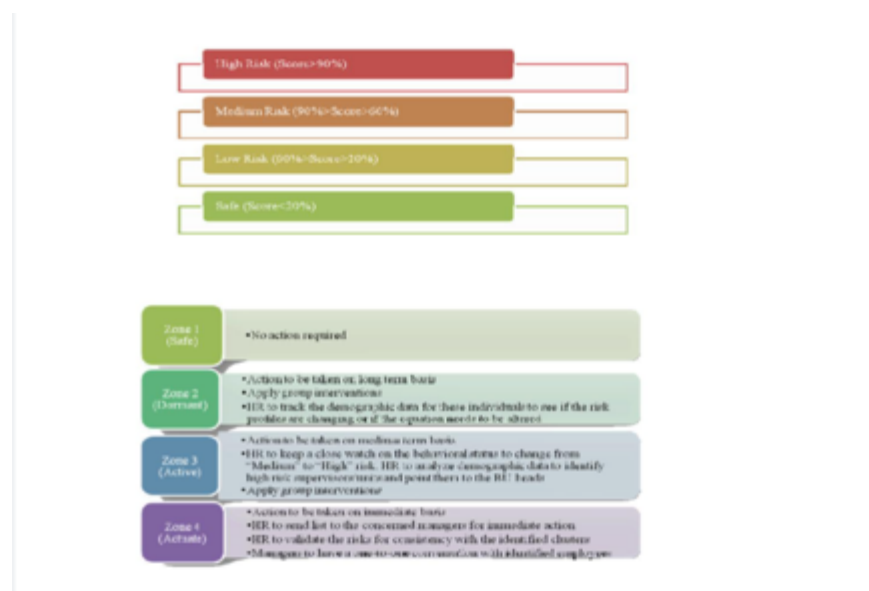 High Risk (Score>90%)
Medium Risk (90%>Score>60%)
Low Risk (60%>Score>20%)
Safe (Score<20%)
Zone 1
(Safe)
•No action required
Zone 2
(Dormant)
•Action to be taken on long term basis
•Apply group interventions
•HR to track the demographic data for these individuals to see if the risk
profiles are changing or if the equation needs to be altered
Zone 3
(Active)
•Action to be taken on medium term basis
•HR to keep a close watch on the behavioral status to change from
"Medium" to "High" risk. HR to analyze demographic data to identify
high risk and point them to the BU heads
•Apply group interventions
Zone 4
•Action to be taken on immediate basis
•HR to send list to the concerned managers for immediate action
•HR to validate the risks for consistency with the identified clusters
•Managers to have a one-to-one conversation with identified employees